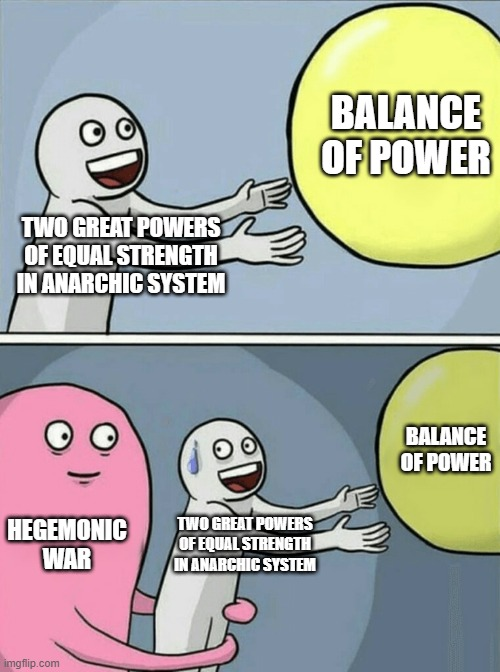 BALANCE
OF POWER
TWO GREAT POWERS
OF EQUAL STRENGTH
IN ANARCHIC SYSTEM
BALANCE
OF POWER
HEGEMONIC
WAR
TWO GREAT POWERS
OF EQUAL STRENGTH
IN ANARCHIC SYSTEM
imgflip.com